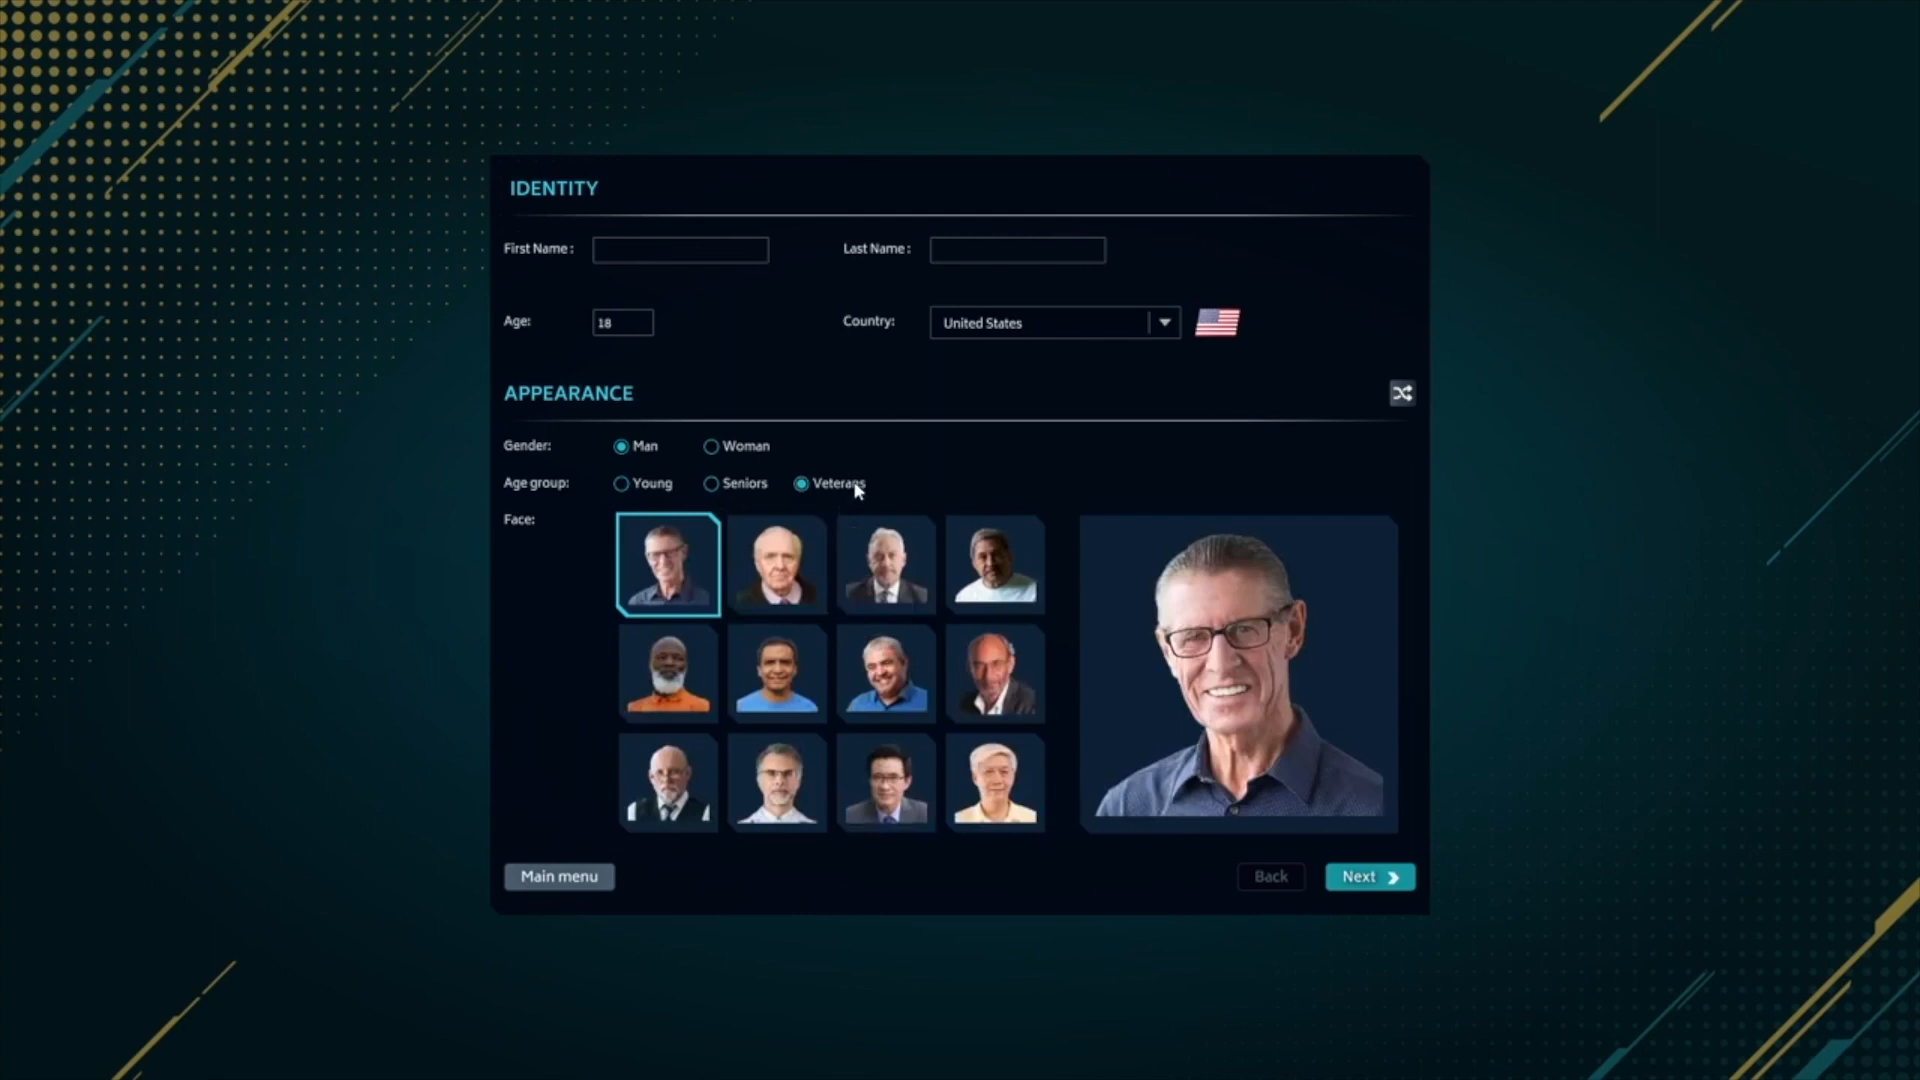 IDENTITY
First Name :
Last Name :
Age:
18
Country:
United States
APPEARANCE
Gender:
Man
Woman
Age group:
Young
Seniors
Veterans
Face:
Main menu
Back
Next